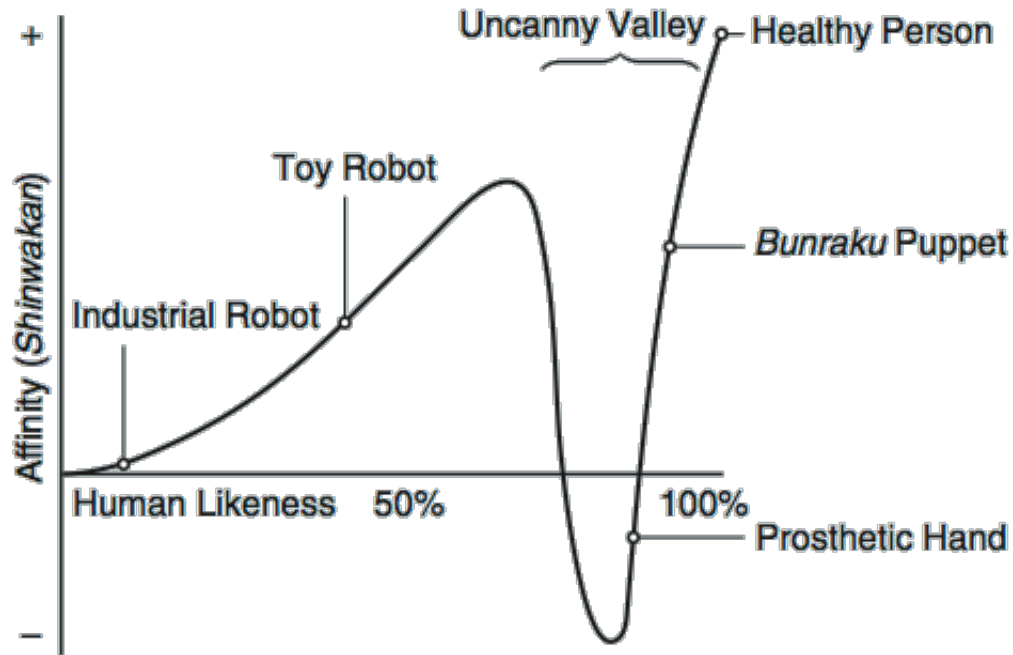 +
Uncanny Valley
Healthy Person
Toy Robot
Affinity (Shinwakan)
Bunraku Puppet
Industrial Robot
Human Likeness 50% 100%
Prosthetic Hand
–